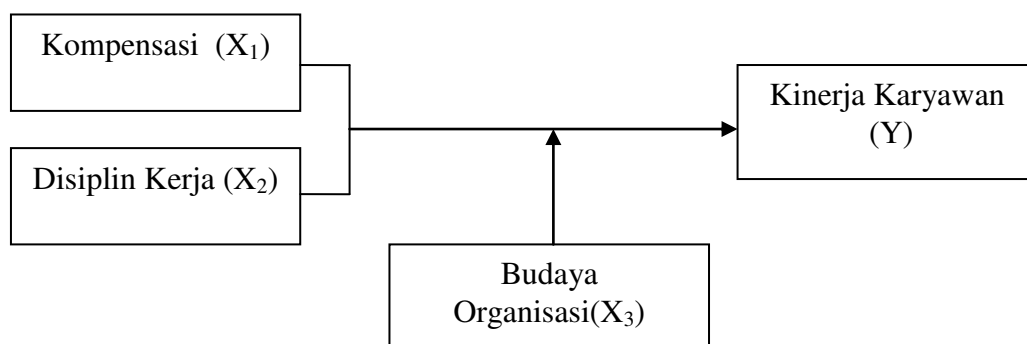 Kompensasi (X₁)
Disiplin Kerja (X₂)
Kinerja Karyawan
(Y)
Budaya
Organisasi(X₃)